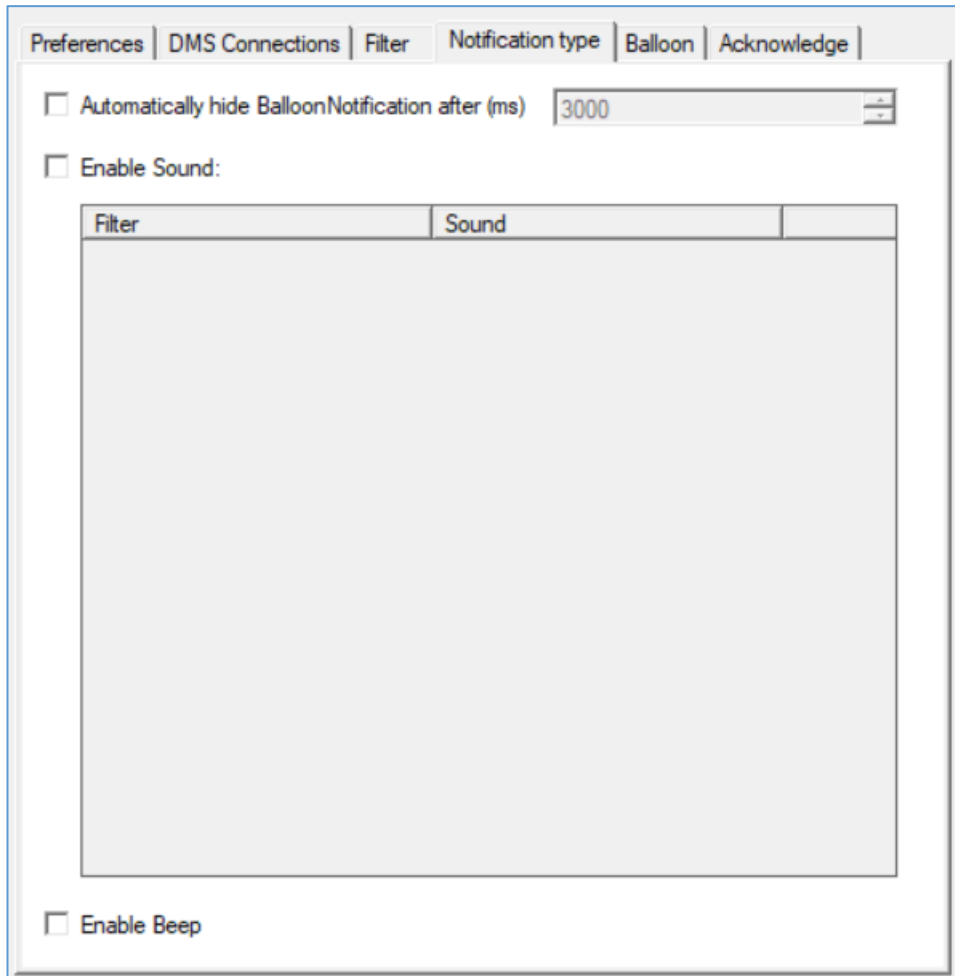 Preferences DMS Connections Filter Notification type Balloon Acknowledge
Automatically hide BalloonNotification after (ms) 3000
Enable Sound:
Filter Sound
Enable Beep